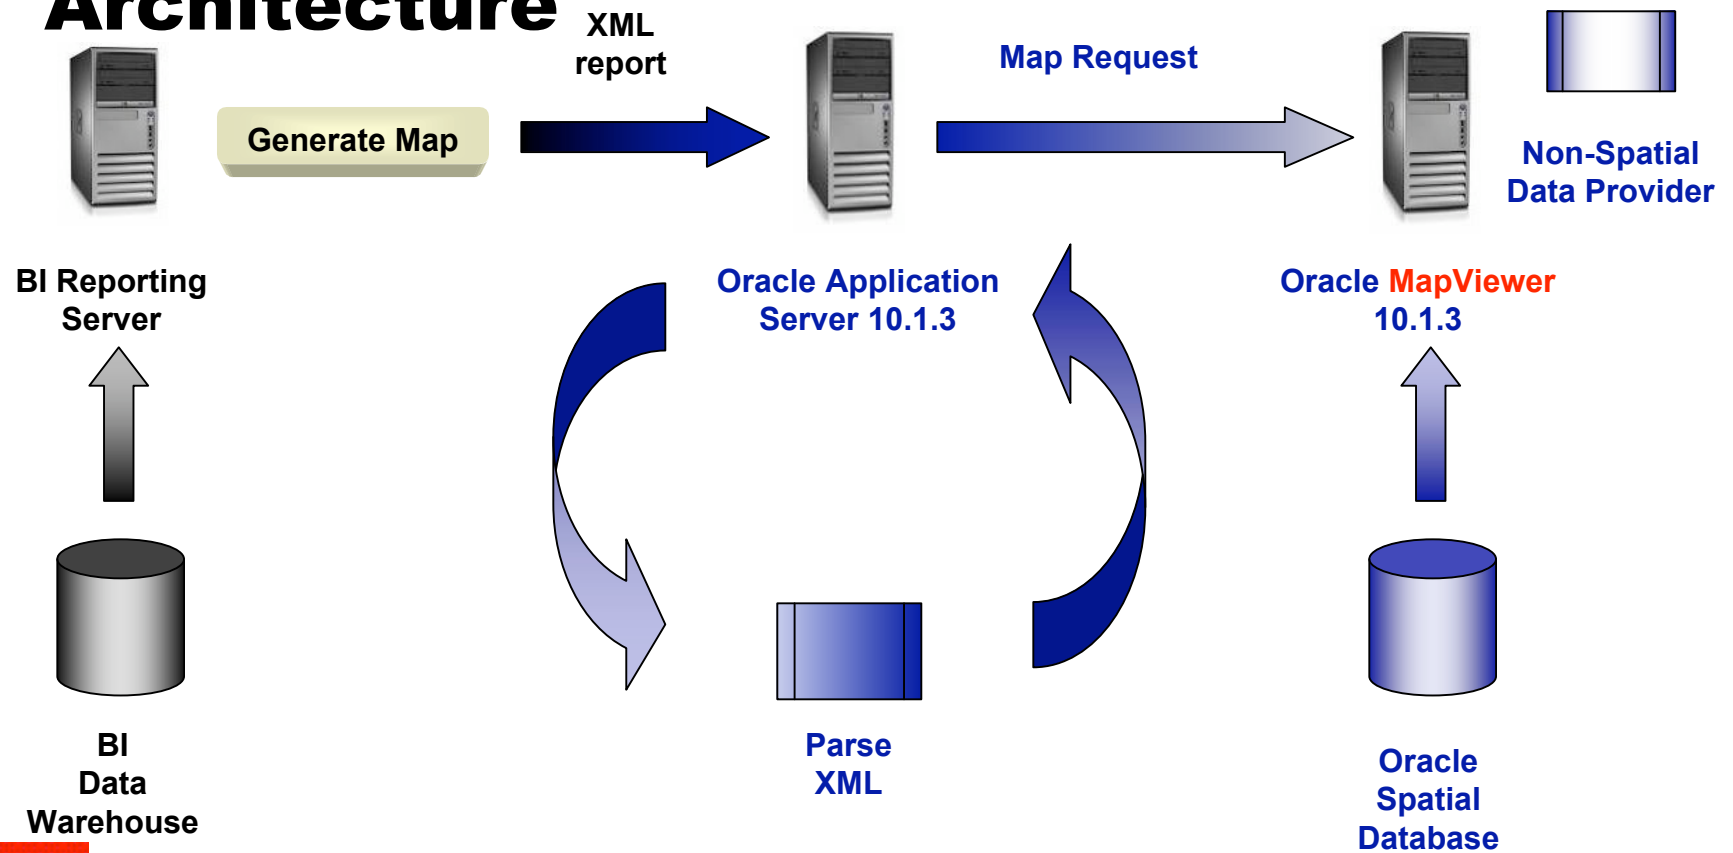 Architecture
XML
report
Map Request
Generate Map
Non-Spatial
Data Provider
BI Reporting
Server
Oracle Application
Server 10.1.3
Oracle MapViewer
10.1.3
BI
Data
Warehouse
Parse
XML
Oracle
Spatial
Database